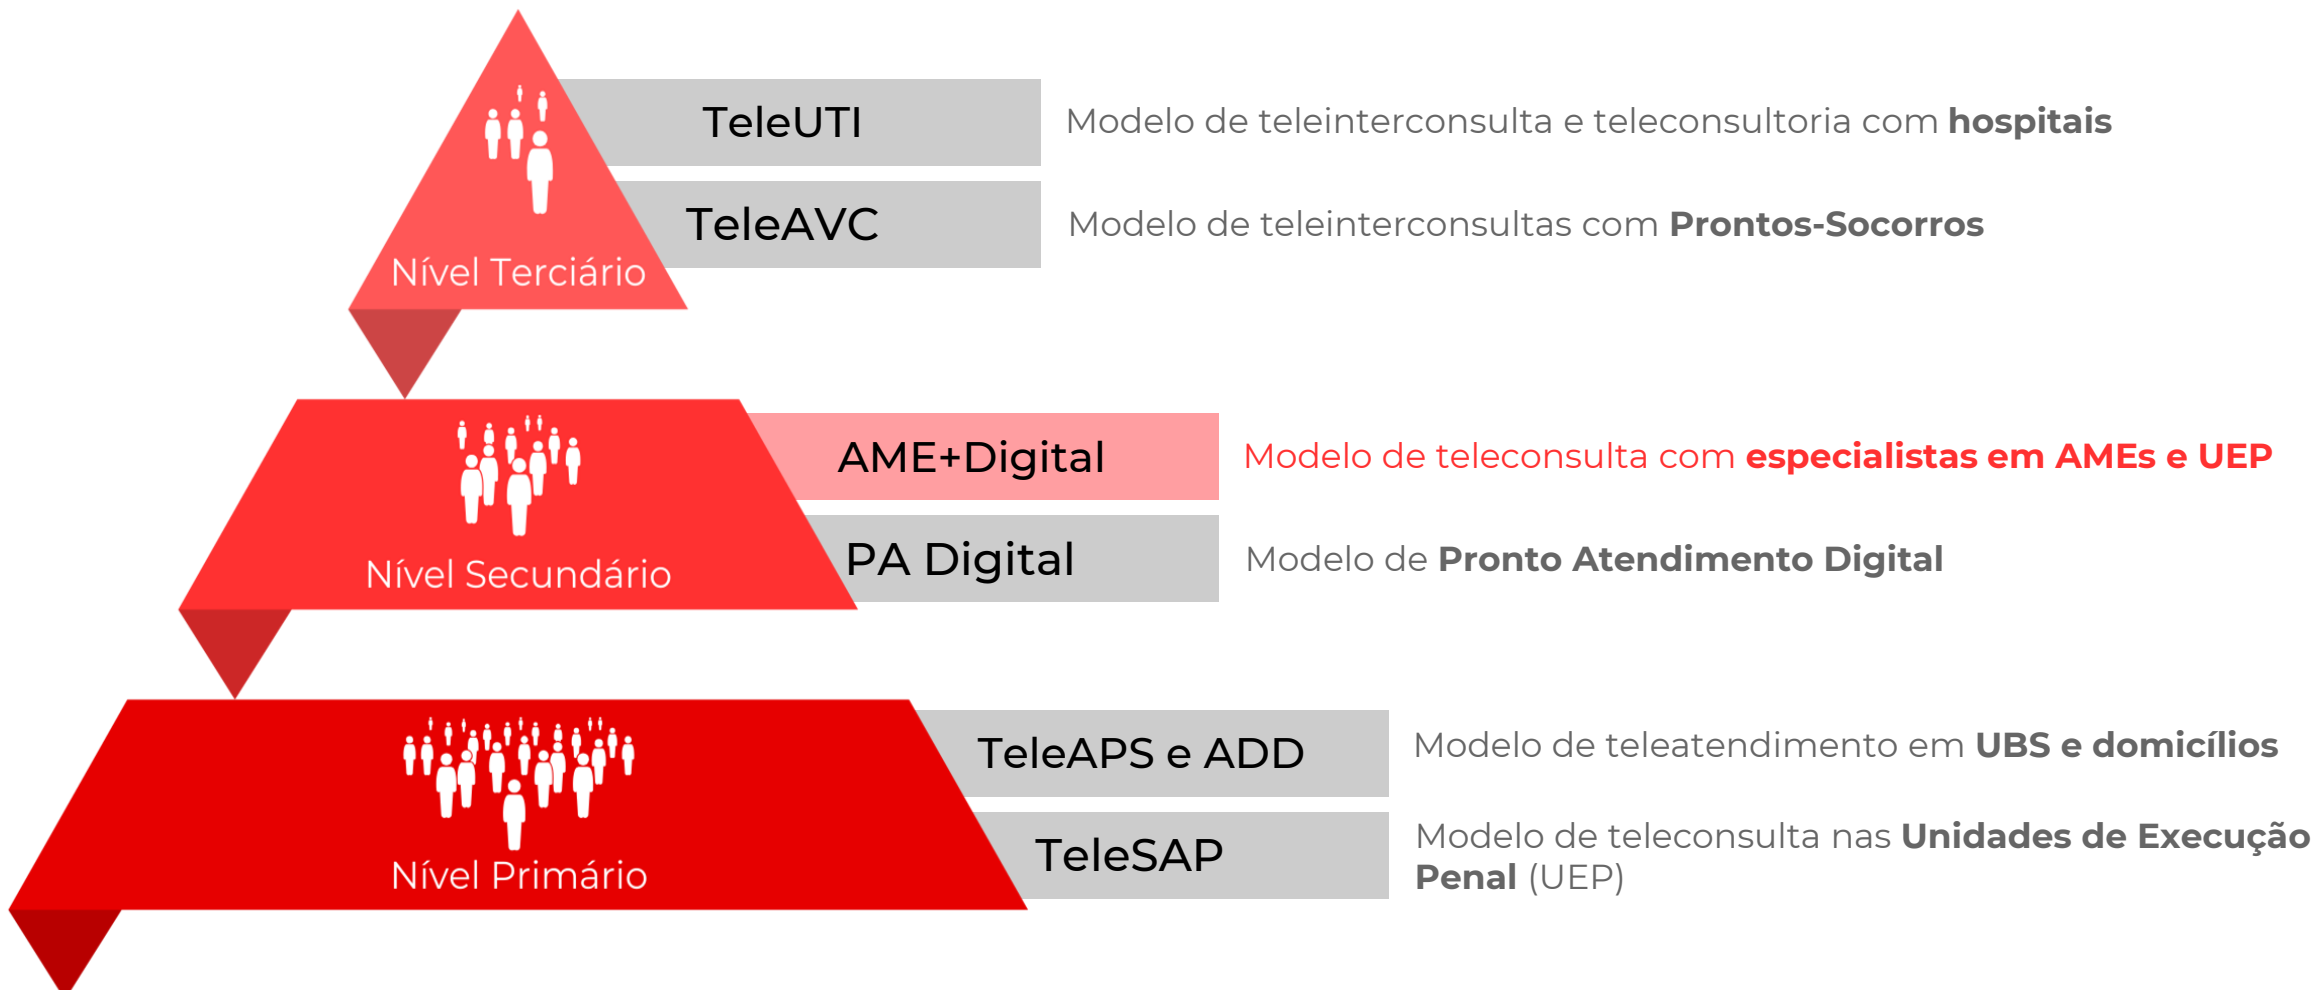 TeleUTI
Modelo de teleinterconsulta e teleconsultoria com hospitais
TeleAVC
Modelo de teleinterconsultas com Prontos-Socorros
Nível Terciário
AME+Digital
Modelo de teleconsulta com especialistas em AMEs e UEP
PA Digital
Modelo de Pronto Atendimento Digital
Nível Secundário
TeleAPS e ADD
Modelo de teleatendimento em UBS e domicílios
TeleSAP
Modelo de teleconsulta nas Unidades de Execução
Penal (UEP)
Nível Primário